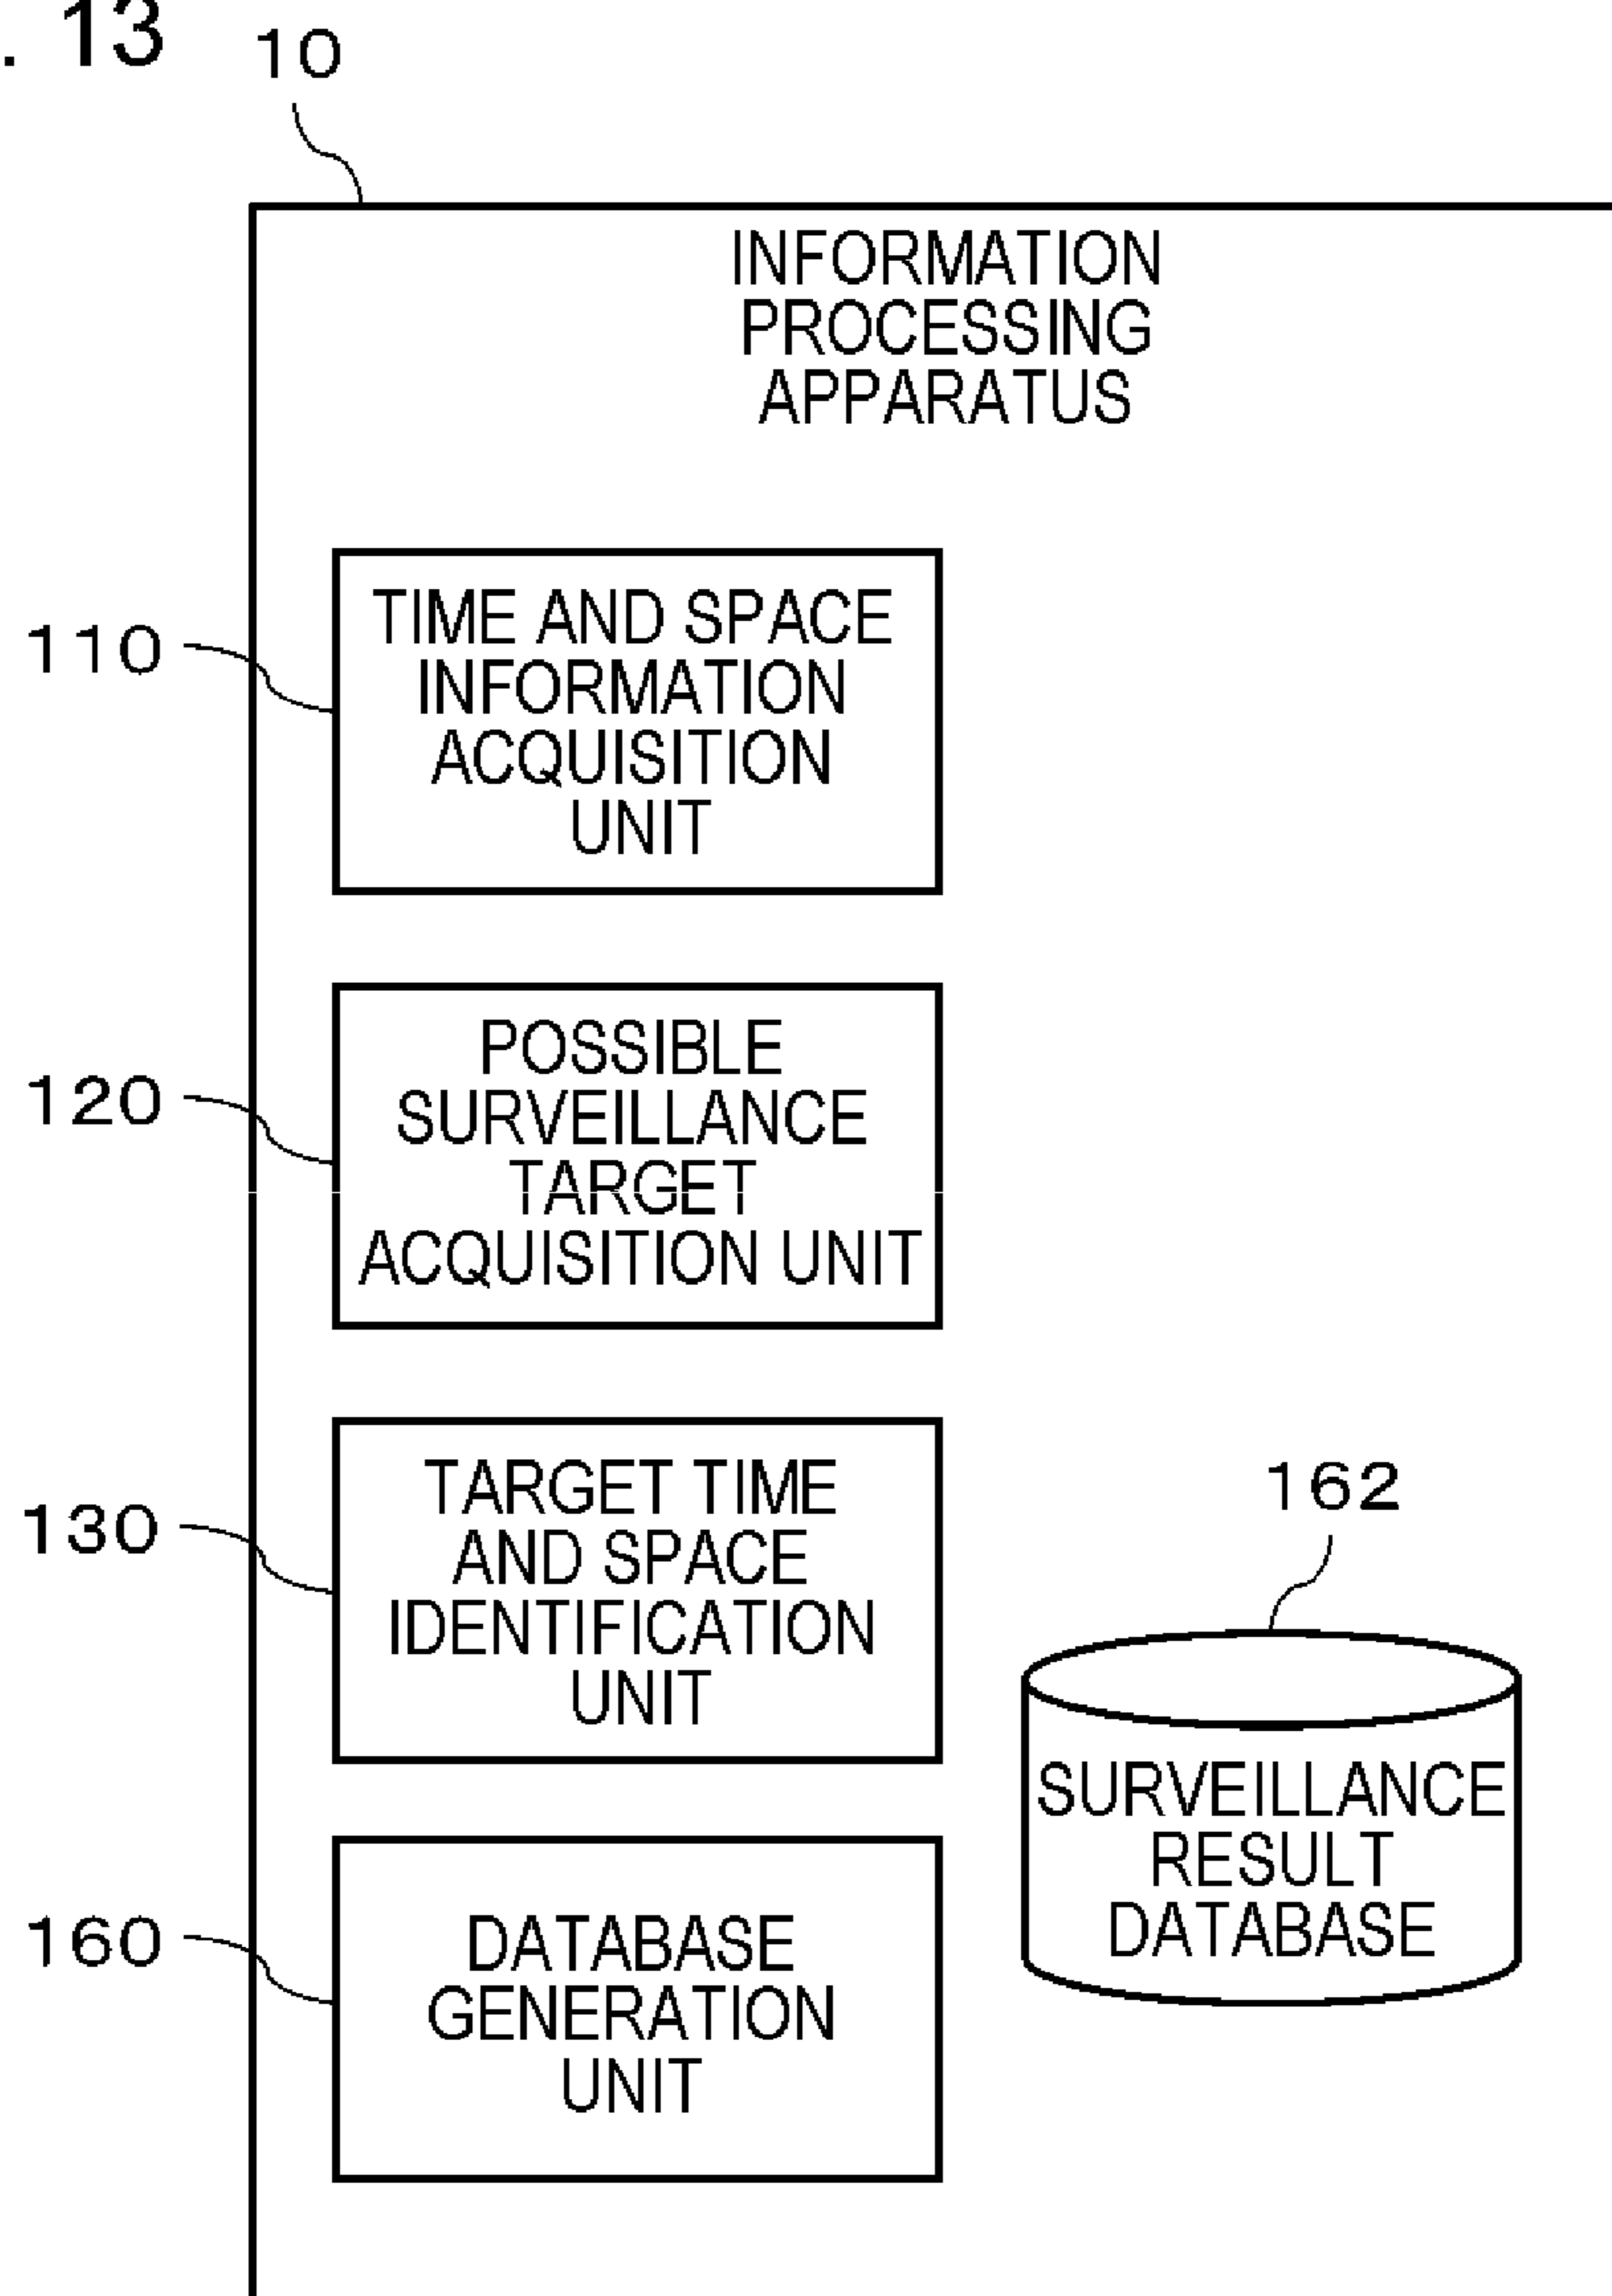 . 13
10
INFORMATION
PROCESSING
APPARATUS
110
TIME AND SPACE
INFORMATION
ACQUISITION
UNIT
120
POSSIBLE
SURVEILLANCE
TARGET
ACQUISITION UNIT
130
TARGET TIME
AND SPACE
IDENTIFICATION
UNIT
162
SURVEILLANCE
RESULT
DATABASE
160
DATABASE
GENERATION
UNIT